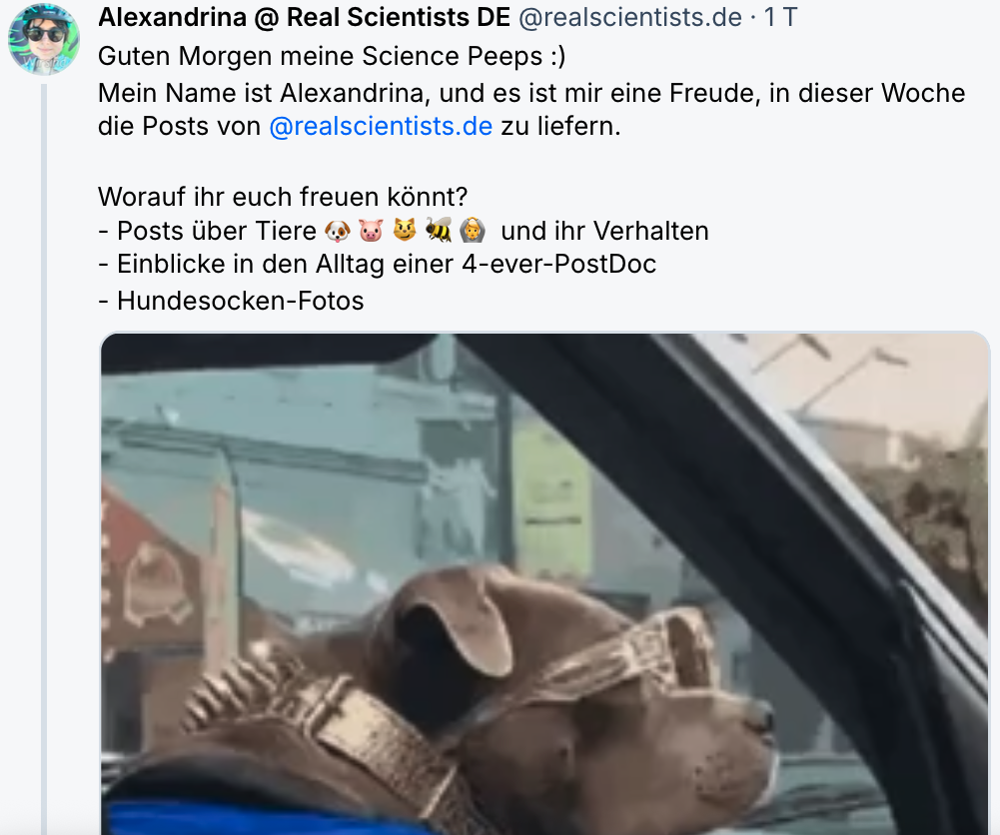 Alexandrina @ Real Scientists DE @realscientists.de · 1 T
Guten Morgen meine Science Peeps :)
Mein Name ist Alexandrina, und es ist mir eine Freude, in dieser Woche
die Posts von @realscientists.de zu liefern.
Worauf ihr euch freuen könnt?
- Posts über Tiere 🐶 🐷 😼 🐝 🙆 und ihr Verhalten
- Einblicke in den Alltag einer 4-ever-PostDoc
- Hundesocken-Fotos